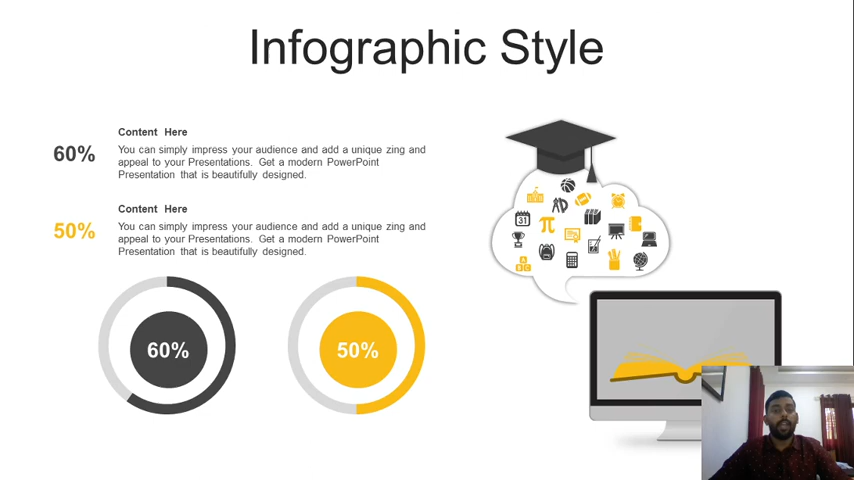 Infographic Style
60%
Content Here
You can simply impress your audience and add a unique zing and
appeal to your Presentations. Get a modern PowerPoint
Presentation that is beautifully designed.
50%
Content Here
You can simply impress your audience and add a unique zing and
appeal to your Presentations. Get a modern PowerPoint
Presentation that is beautifully designed.
60%
50%
31
π
A
B C